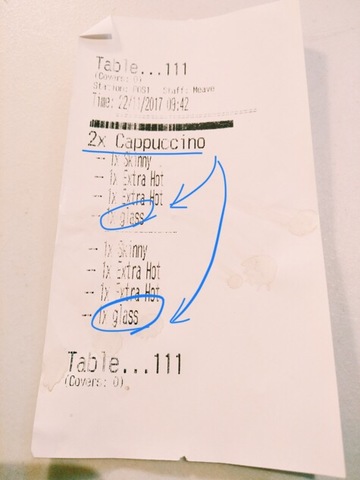 Table...111
(Covers: 0)
Station: POS1 Staff: Meave
Time: 22/11/2017 09:42
2x Cappuccino
-- 1x Skinny
-- 1x Extra Hot
-- 1x Extra Hot
-- 1x glass
-- 1x Skinny
-- 1x Extra Hot
-- 1x Extra Hot
-- 1x glass
Table...111
(Covers: 0)